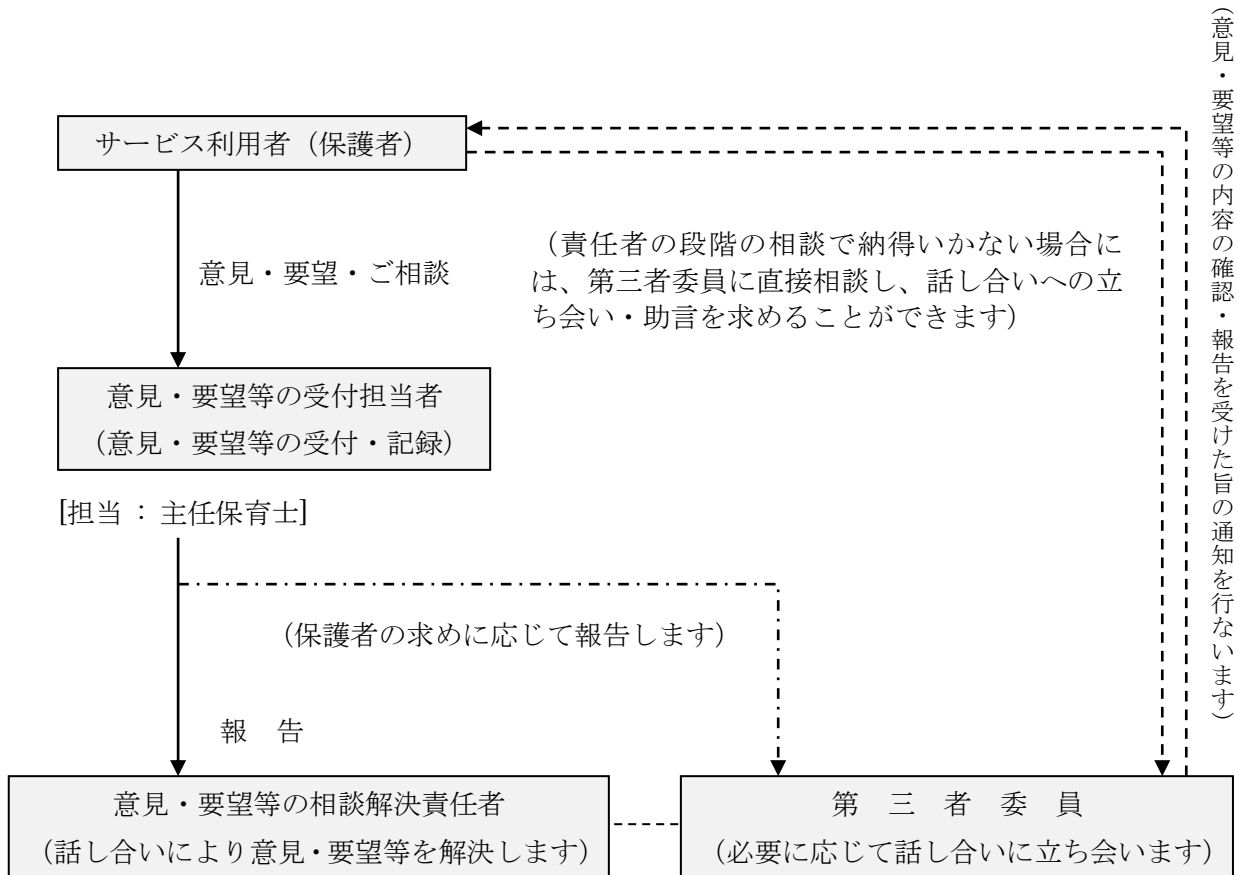 サービス利用者（保護者）
意見・要望・ご相談
（責任者の段階の相談で納得いかない場合に
は、第三者委員に直接相談し、話し合いへの立
ち会い・助言を求めることができます）
（意見・要望等の内容の確認・報告を受けた旨の通知を行ないます）
意見・要望等の受付担当者
（意見・要望等の受付・記録）
[担当 ： 主任保育士]
（保護者の求めに応じて報告します）
報　告
意見・要望等の相談解決責任者
（話し合いにより意見・要望等を解決します）
第　三　者　委　員
（必要に応じて話し合いに立ち会います）